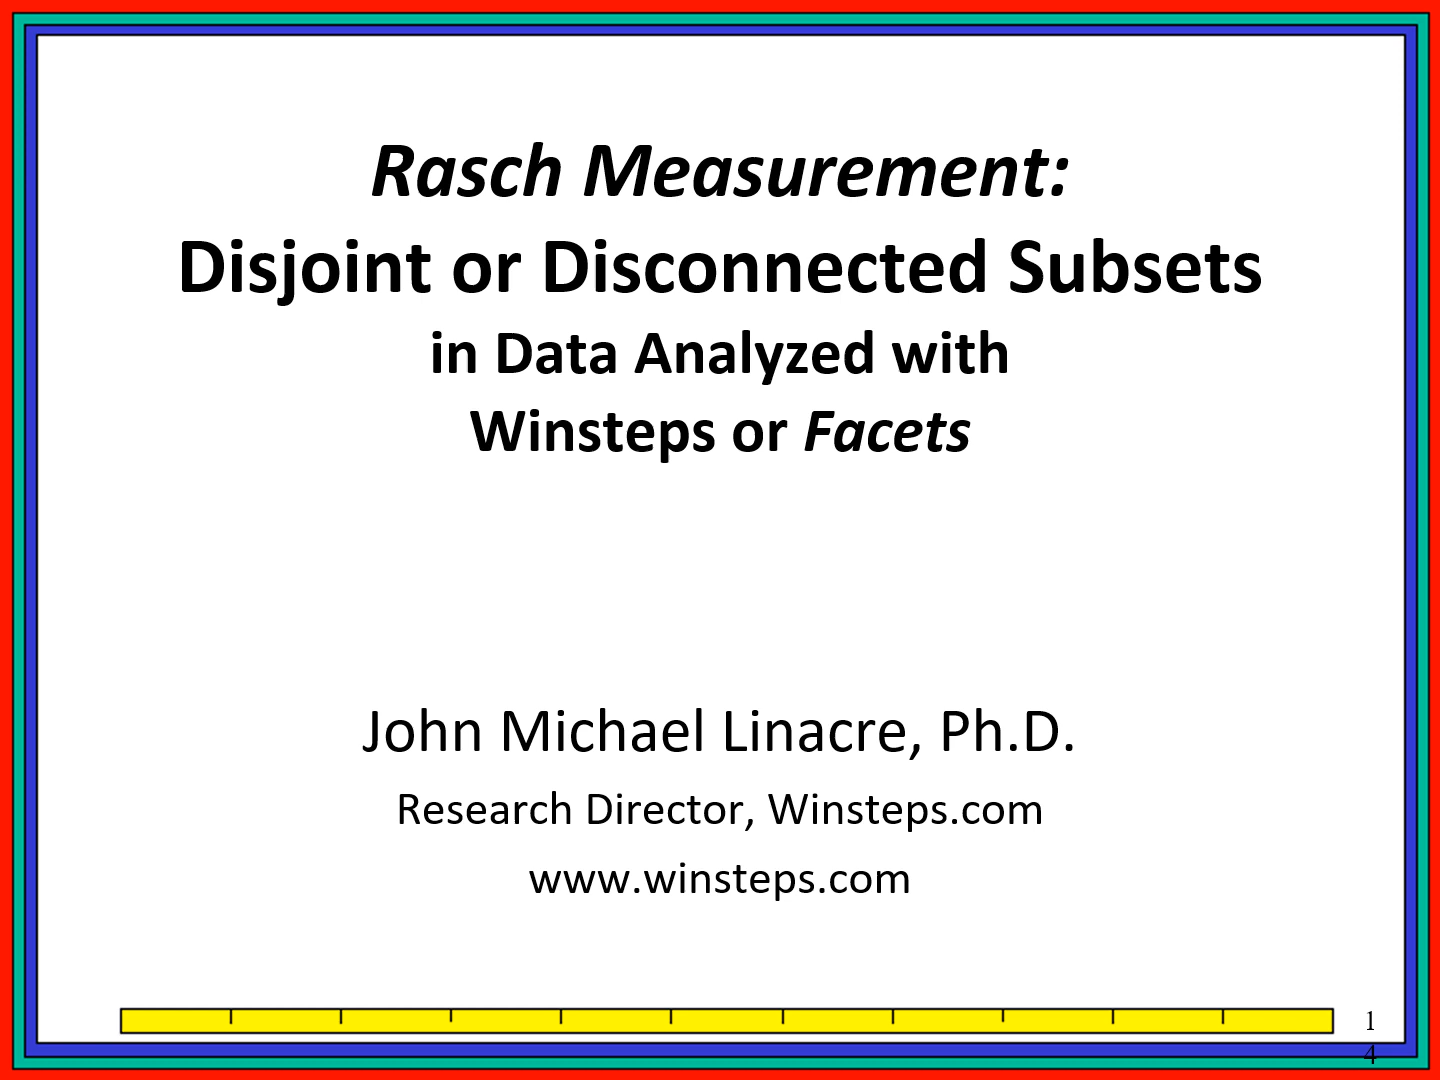 Rasch Measurement:
Disjoint or Disconnected Subsets
in Data Analyzed with
Winsteps or Facets
John Michael Linacre, Ph.D.
Research Director, Winsteps.com
www.winsteps.com
1
4